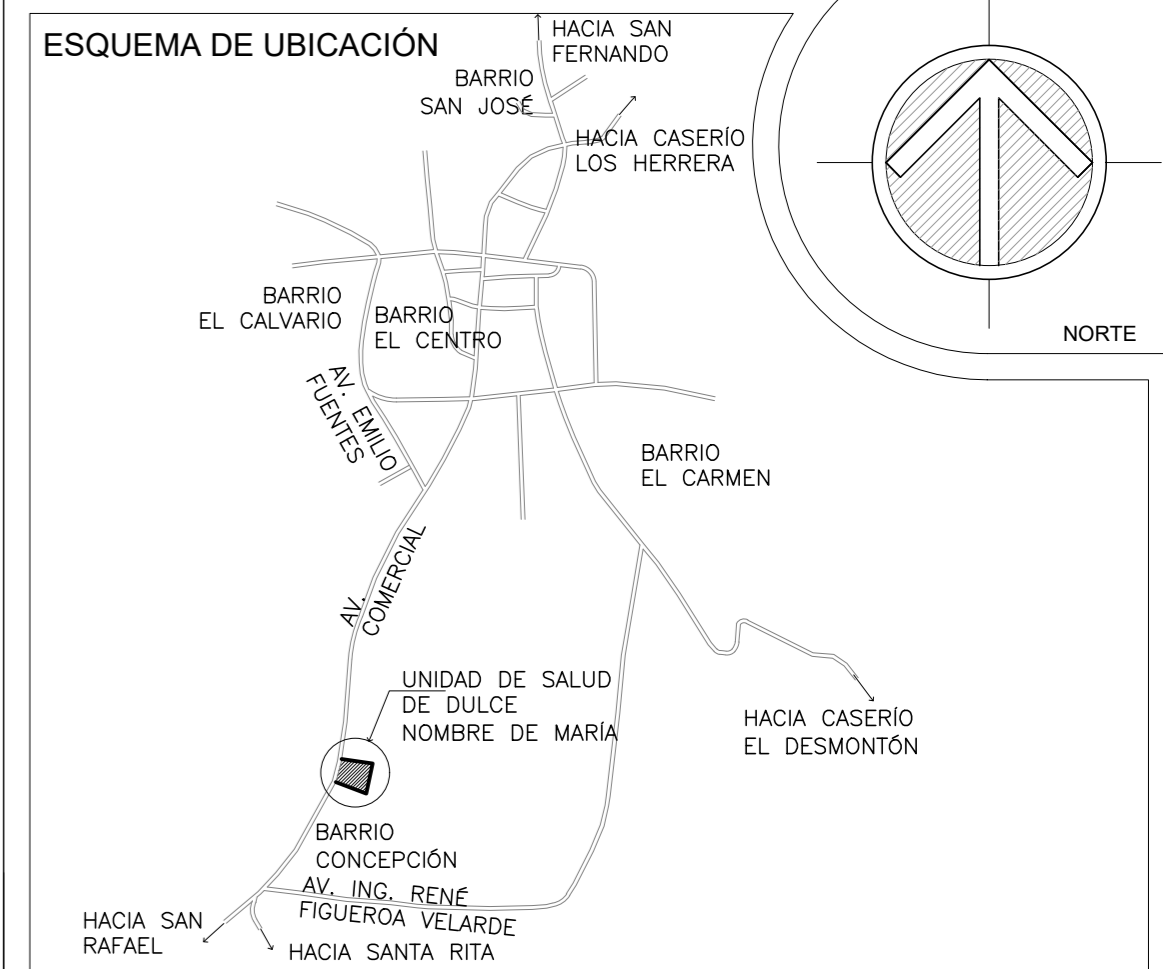 ESQUEMA DE UBICACIÓN
HACIA SAN
FERNANDO
BARRIO
SAN JOSÉ
HACIA CASERÍO
LOS HERRERA
NORTE
BARRIO
EL CALVARIO
BARRIO
EL CENTRO
AV. EMILIO
FUENTES
BARRIO
EL CARMEN
AV.
COMERCIAL
UNIDAD DE SALUD
DE DULCE
NOMBRE DE MARÍA
HACIA CASERÍO
EL DESMONTÓN
BARRIO
CONCEPCIÓN
AV. ING. RENÉ
FIGUEROA VELARDE
HACIA SAN
RAFAEL
HACIA SANTA RITA